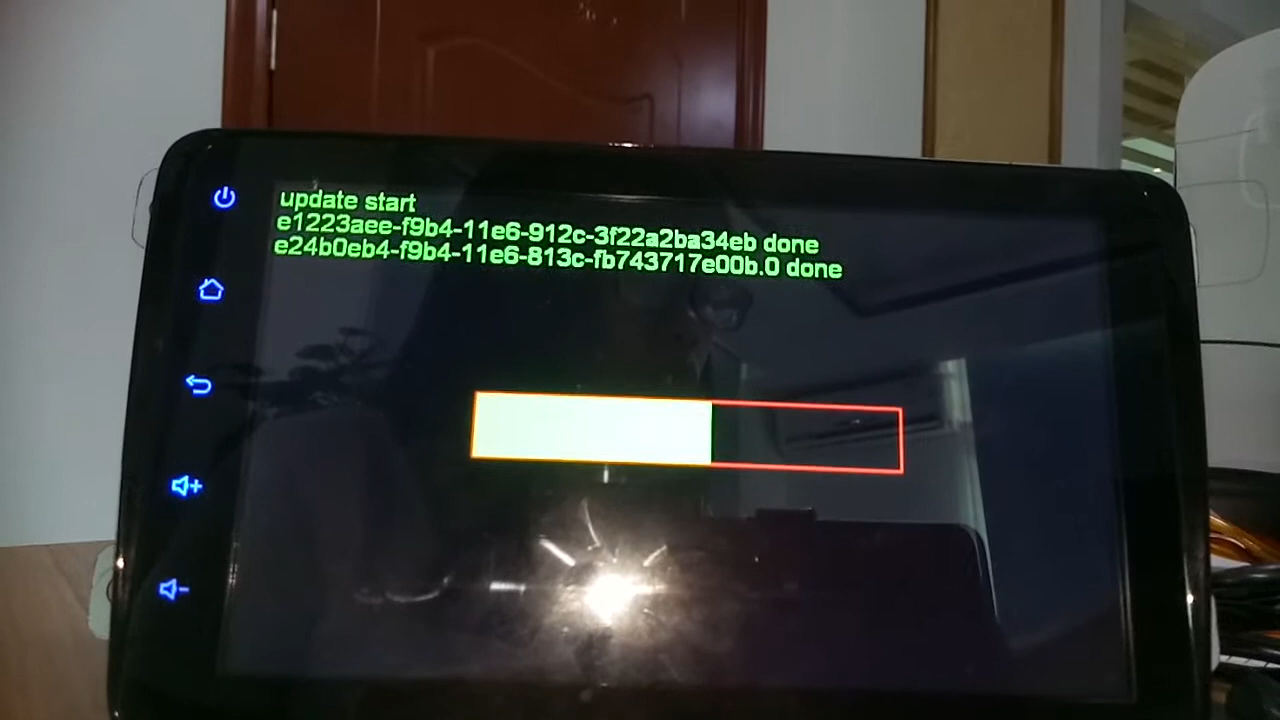 update start
e1223aee-f9b4-11e6-912c-3f22a2ba34eb done
e24b0eb4-f9b4-11e6-813c-fb743717e00b.0 done